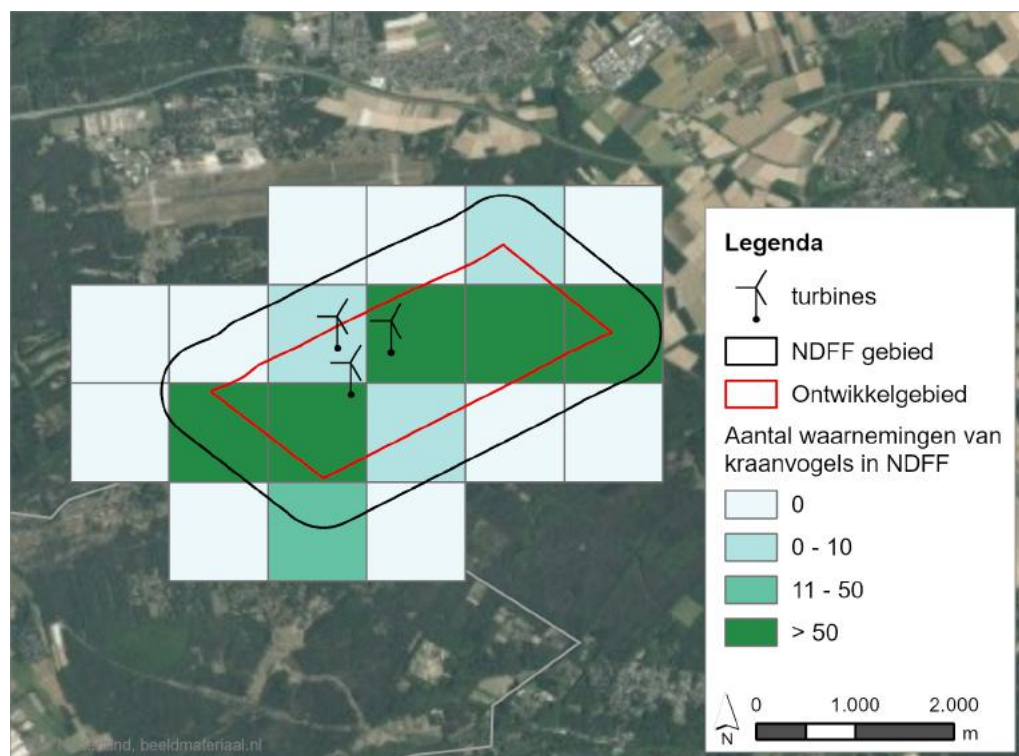 Legenda
turbines
NDFF gebied
Ontwikkelgebied
Aantal waarnemingen van
kraanvogels in NDFF
0
0 - 10
11 - 50
> 50
N
0 1.000 2.000
m
beeldmateriaal.nl